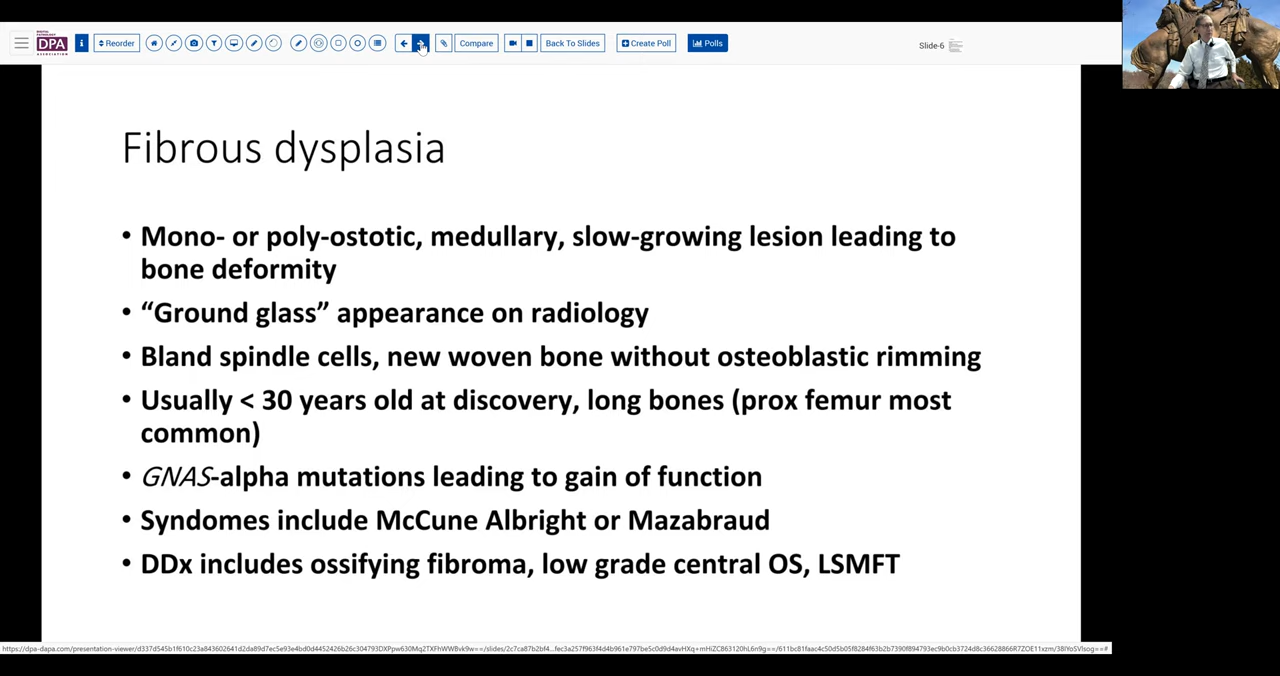 DPA
Reorder
Compare
Back To Slides
Create Poll
Polls
Slide-6
Fibrous dysplasia
• Mono- or poly-ostotic, medullary, slow-growing lesion leading to
bone deformity
• “Ground glass” appearance on radiology
• Bland spindle cells, new woven bone without osteoblastic rimming
• Usually < 30 years old at discovery, long bones (prox femur most
common)
• GNAS-alpha mutations leading to gain of function
• Syndomes include McCune Albright or Mazabraud
• DDx includes ossifying fibroma, low grade central OS, LSMFT